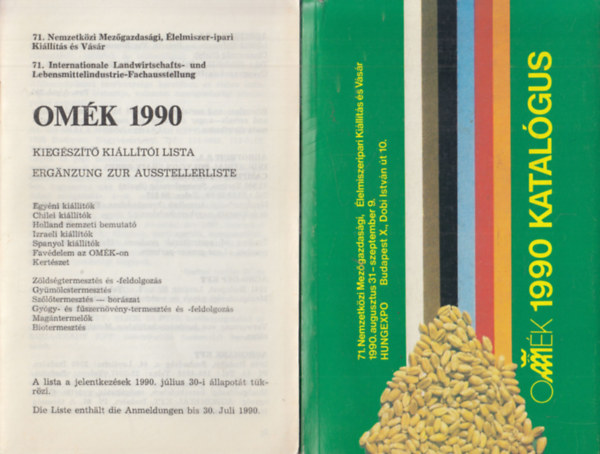 71. Nemzetközi Mezőgazdasági, Élelmiszer-ipari
Kiállítás és Vásár
71. Internationale Landwirtschafts- und
Lebensmittelindustrie-Fachausstellung
OMÉK 1990
KIEGÉSZÍTŐ KIÁLLÍTÓI LISTA
ERGÄNZUNG ZUR AUSSTELLERLISTE
Egyéni kiállítók
Chilei kiállítók
Holland nemzeti bemutató
Izraeli kiállítók
Spanyol kiállítók
Favédelem az OMÉK-on
Kertészet
Zöldségtermesztés és -feldolgozás
Gyümölcstermesztés
Szőlőtermesztés — borászat
Gyógy- és fűszernövény-termesztés és -feldolgozás
Magántermelők
Biotermesztés
A lista a jelentkezések 1990. július 30-i állapotát tük-
rözi.
Die Liste enthält die Anmeldungen bis 30. Juli 1990.
71. Nemzetközi Mezőgazdasági, Élelmiszeripari Kiállítás és Vásár
1990. augusztus 31–szeptember 9.
HUNGEXPO Budapest X., Dobi István út 10.
OMÉK 1990 KATALÓGUS